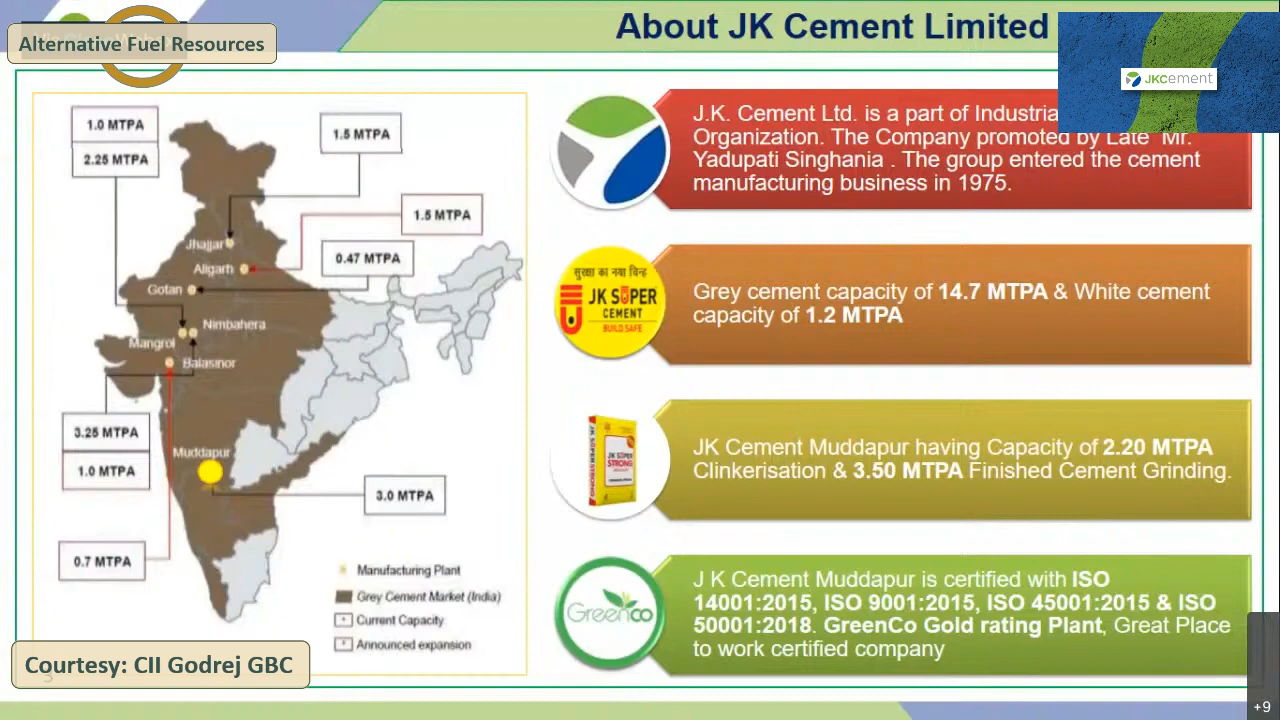 About JK Cement Limited
Alternative Fuel Resources
JKCement
1.0 MTPA
2.25 MTPA
1.5 MTPA
1.5 MTPA
0.47 MTPA
Jhajjar
Aligarh
Gotan
Nimbahera
Mangrol
Balasinor
3.25 MTPA
1.0 MTPA
Muddapur
3.0 MTPA
0.7 MTPA
Manufacturing Plant
Grey Cement Market (India)
Current Capacity
Announced expansion
Courtesy: CII Godrej GBC
J.K. Cement Ltd. is a part of Industria
Organization. The Company promoted by Late Mr.
Yadupati Singhania . The group entered the cement
manufacturing business in 1975.
सुरक्षा का नया चिन्ह
JK SUPER
CEMENT
BUILD SAFE
Grey cement capacity of 14.7 MTPA & White cement
capacity of 1.2 MTPA
JK SUPER
STRONG
JK Cement Muddapur having Capacity of 2.20 MTPA
Clinkerisation & 3.50 MTPA Finished Cement Grinding.
GreenCo
J K Cement Muddapur is certified with ISO
14001:2015, ISO 9001:2015, ISO 45001:2015 & ISO
50001:2018. GreenCo Gold rating Plant, Great Place
to work certified company
+9